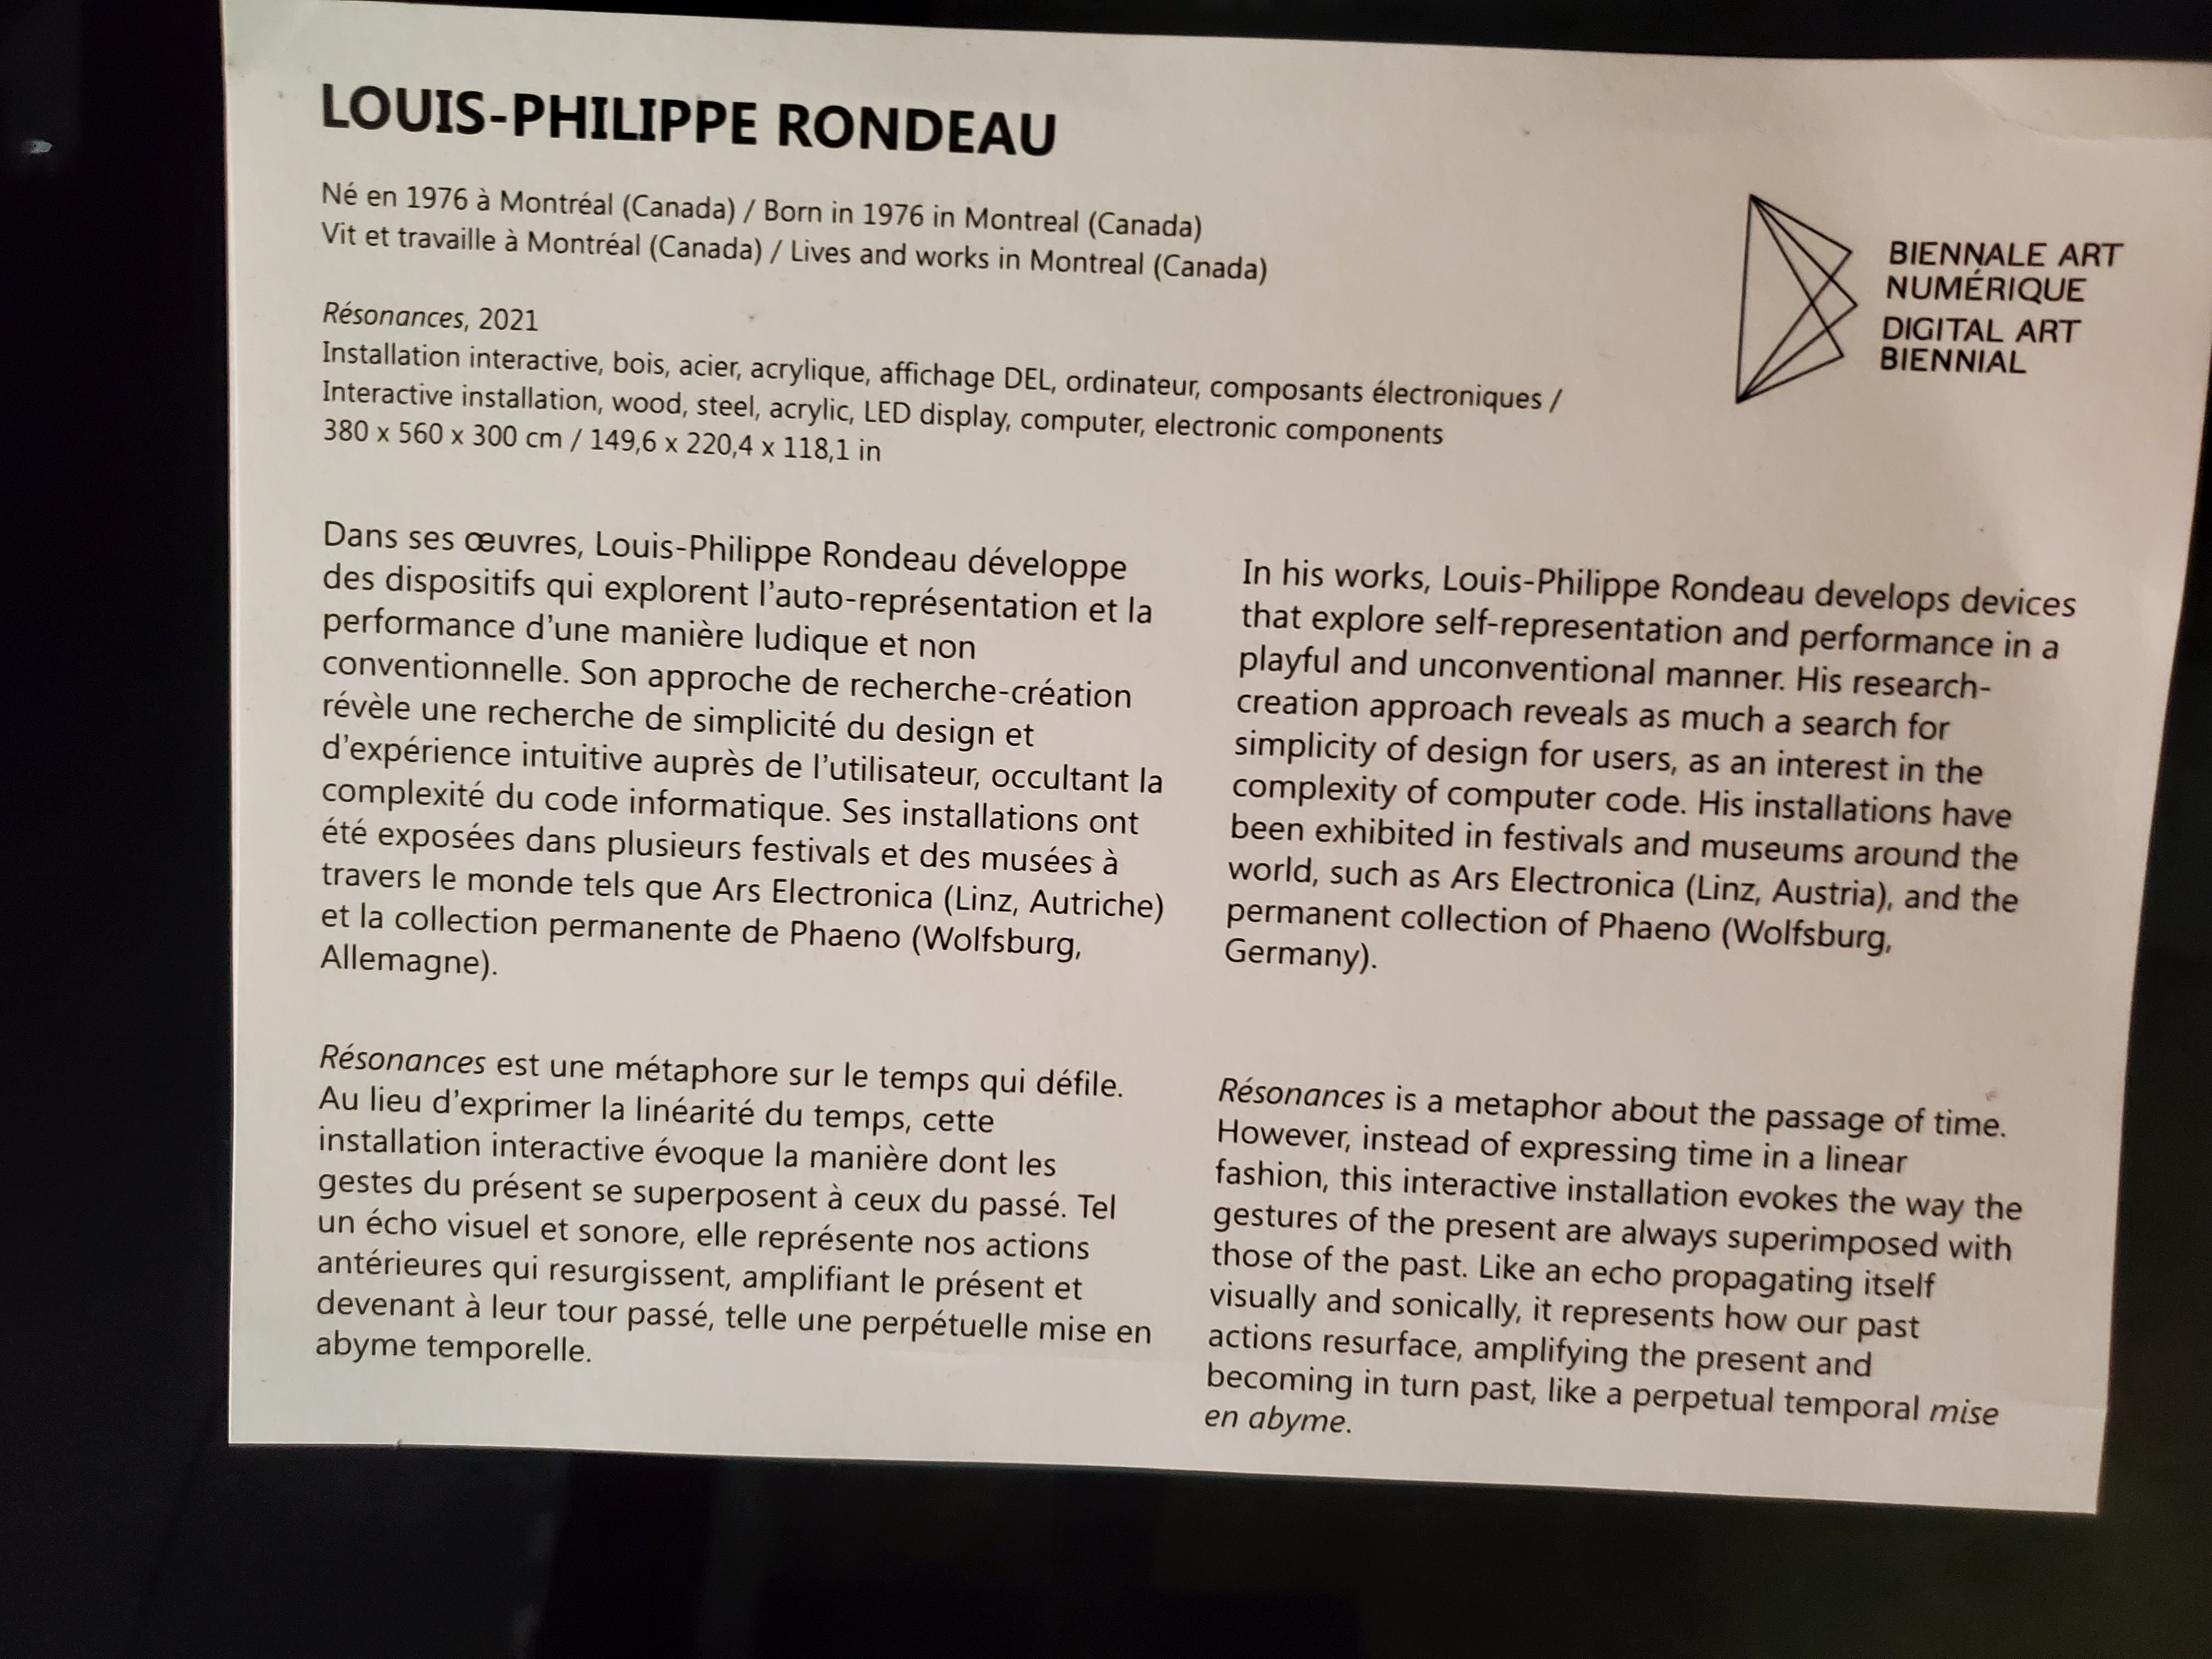 LOUIS-PHILIPPE RONDEAU
Né en 1976 à Montréal (Canada) / Born in 1976 in Montreal (Canada)
Vit et travaille à Montréal (Canada) / Lives and works in Montreal (Canada)
BIENNALE ART
NUMÉRIQUE
DIGITAL ART
BIENNIAL
Résonances, 2021
Installation interactive, bois, acier, acrylique, affichage DEL, ordinateur, composants électroniques /
Interactive installation, wood, steel, acrylic, LED display, computer, electronic components
380 x 560 x 300 cm / 149,6 x 220,4 x 118,1 in
Dans ses œuvres, Louis-Philippe Rondeau développe
des dispositifs qui explorent l'auto-représentation et la
performance d'une manière ludique et non
conventionnelle. Son approche de recherche-création
révèle une recherche de simplicité du design et
d'expérience intuitive auprès de l'utilisateur, occultant la
complexité du code informatique. Ses installations ont
été exposées dans plusieurs festivals et des musées à
travers le monde tels que Ars Electronica (Linz, Autriche)
et la collection permanente de Phaeno (Wolfsburg,
Allemagne).
Résonances est une métaphore sur le temps qui défile.
Au lieu d'exprimer la linéarité du temps, cette
installation interactive évoque la manière dont les
gestes du présent se superposent à ceux du passé. Tel
un écho visuel et sonore, elle représente nos actions
antérieures qui resurgissent, amplifiant le présent et
devenant à leur tour passé, telle une perpétuelle mise en
abyme temporelle.
In his works, Louis-Philippe Rondeau develops devices
that explore self-representation and performance in a
playful and unconventional manner. His research-
creation approach reveals as much a search for
simplicity of design for users, as an interest in the
complexity of computer code. His installations have
been exhibited in festivals and museums around the
world, such as Ars Electronica (Linz, Austria), and the
permanent collection of Phaeno (Wolfsburg,
Germany).
Résonances is a metaphor about the passage of time.
However, instead of expressing time in a linear
fashion, this interactive installation evokes the way the
gestures of the present are always superimposed with
those of the past. Like an echo propagating itself
visually and sonically, it represents how our past
actions resurface, amplifying the present and
becoming in turn past, like a perpetual temporal mise
en abyme.